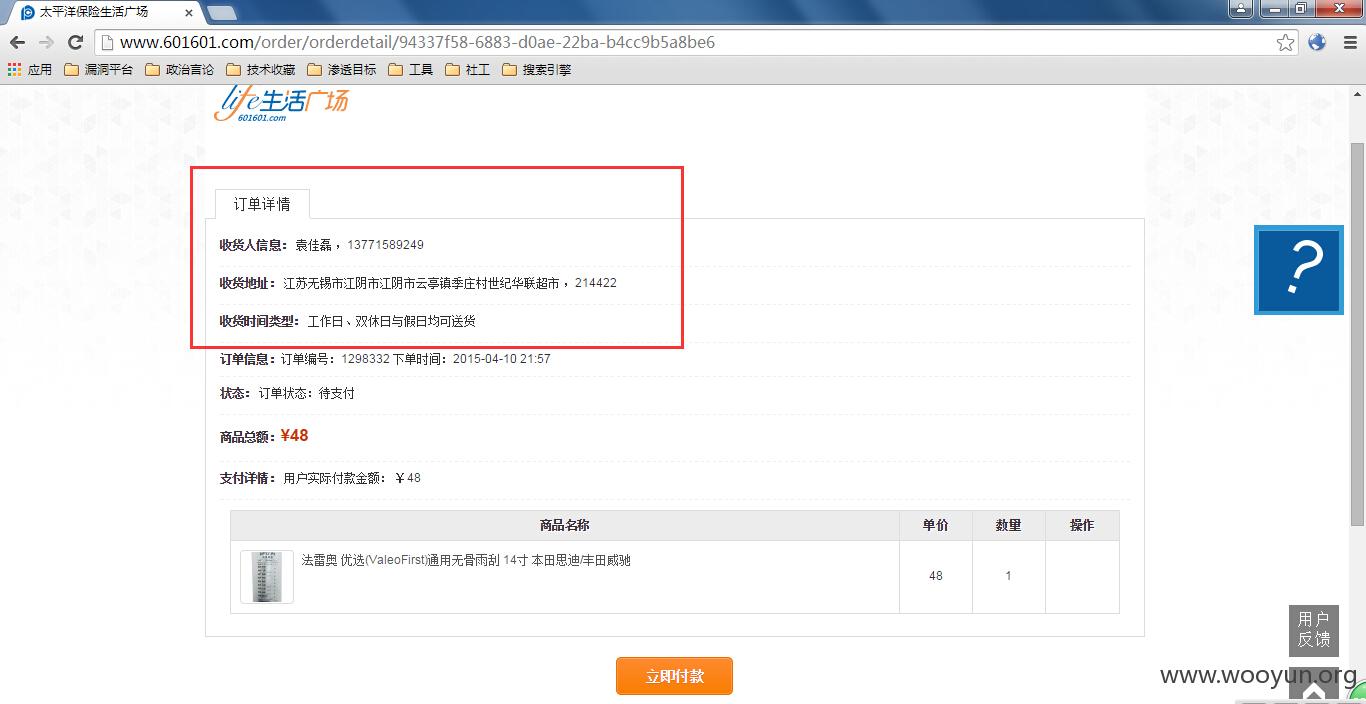 太平洋保险生活广场
www.601601.com/order/orderdetail/94337f58-6883-d0ae-22ba-b4cc9b5a8be6
应用 漏洞平台 政治言论 技术收藏 渗透目标 工具 社工 搜索引擎
life生活广场
601601.com
订单详情
收货人信息：袁佳磊，13771589249
收货地址：江苏无锡市江阴市江阴市云亭镇季庄村世纪华联超市，214422
收货时间类型：工作日、双休日与假日均可送货
订单信息：订单编号：1298332 下单时间：2015-04-10 21:57
状态：订单状态：待支付
商品总额：¥48
支付详情：用户实际付款金额：￥48
商品名称 单价 数量 操作
法雷奥 优选(ValeoFirst)通用无骨雨刮 14寸 本田思迪/丰田威驰 48 1
立即付款
?
用户
反馈
www.wooyun.org